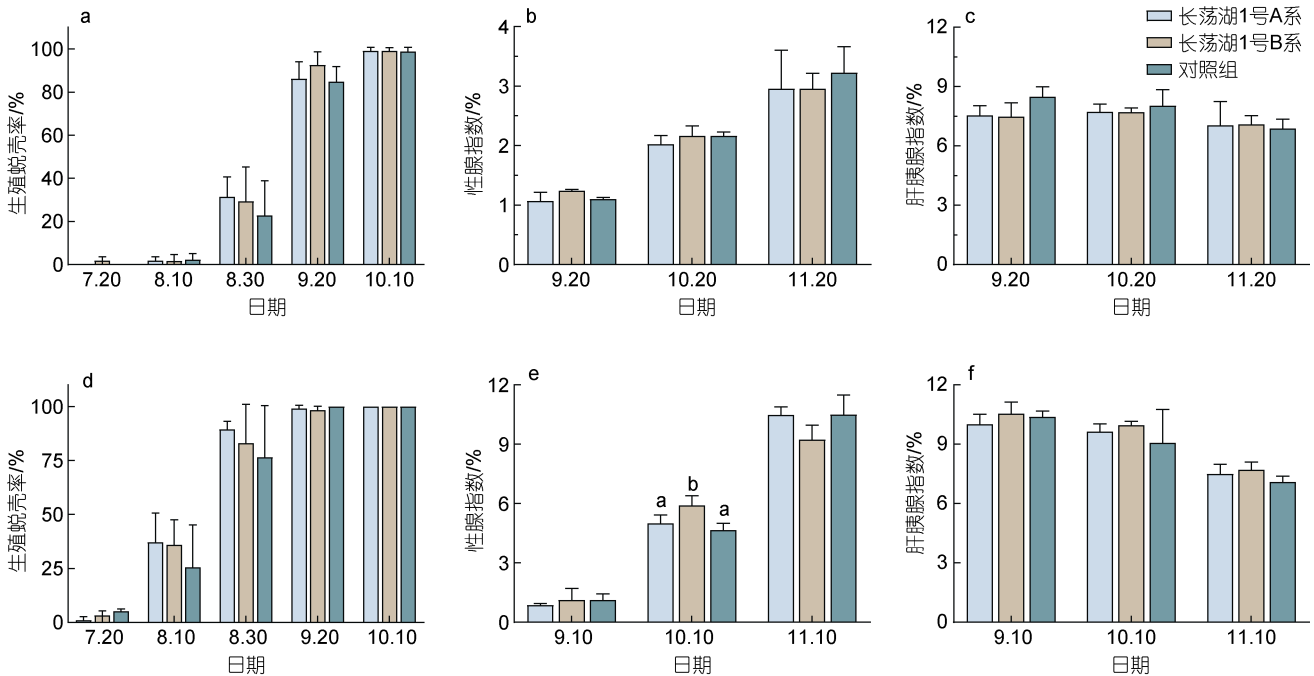 a
生殖蜕壳率/%
100
80
60
40
20
0
7.20 8.10 8.30 9.20 10.10
日期
b
性腺指数/%
4
3
2
1
0
9.20 10.20 11.20
日期
c
肝胰腺指数/%
12
9
6
3
0
9.20 10.20 11.20
日期
长荡湖1号A系
长荡湖1号B系
对照组
d
生殖蜕壳率/%
100
75
50
25
0
7.20 8.10 8.30 9.20 10.10
日期
e
性腺指数/%
12
9
6
3
0
a b a
9.10 10.10 11.10
日期
f
肝胰腺指数/%
12
9
6
3
0
9.10 10.10 11.10
日期